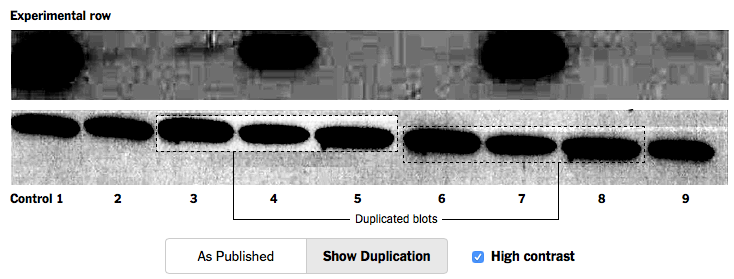 Experimental row
Control 1 2 3 4 5 6 7 8 9
Duplicated blots
As Published Show Duplication High contrast